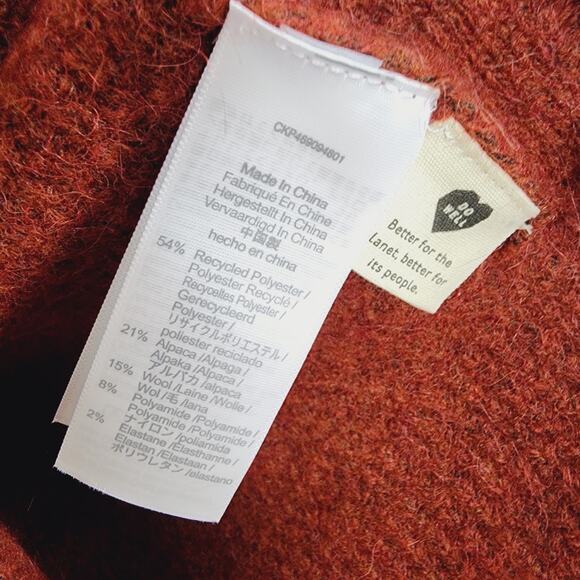 CKP469094801
Made In China
Fabriqué En Chine
Hergestellt In China
Vervaardigd In China
中国製
hecho en china
54% Recycled Polyester/
Polyester Recyclé/
Recycelltes Polyester/
Gerecycleerd
Polyester/
リサイクルポリエステル/
poliester reciclado
21% Alpaca/Alpaga/
Alpaka/Alpaca/
アルパカ/alpaca
15% Wool/Laine/Wolle/
Wol/毛/lana
8% Polyamide/Polyamide/
Polyamide/Polyamide/
ナイロン/poliamida
2% Elastane/Elasthanne/
Elastan/Elastaan/
ポリウレタン/elastano
DO
WELL
Better for the
lanet, better for
its people.